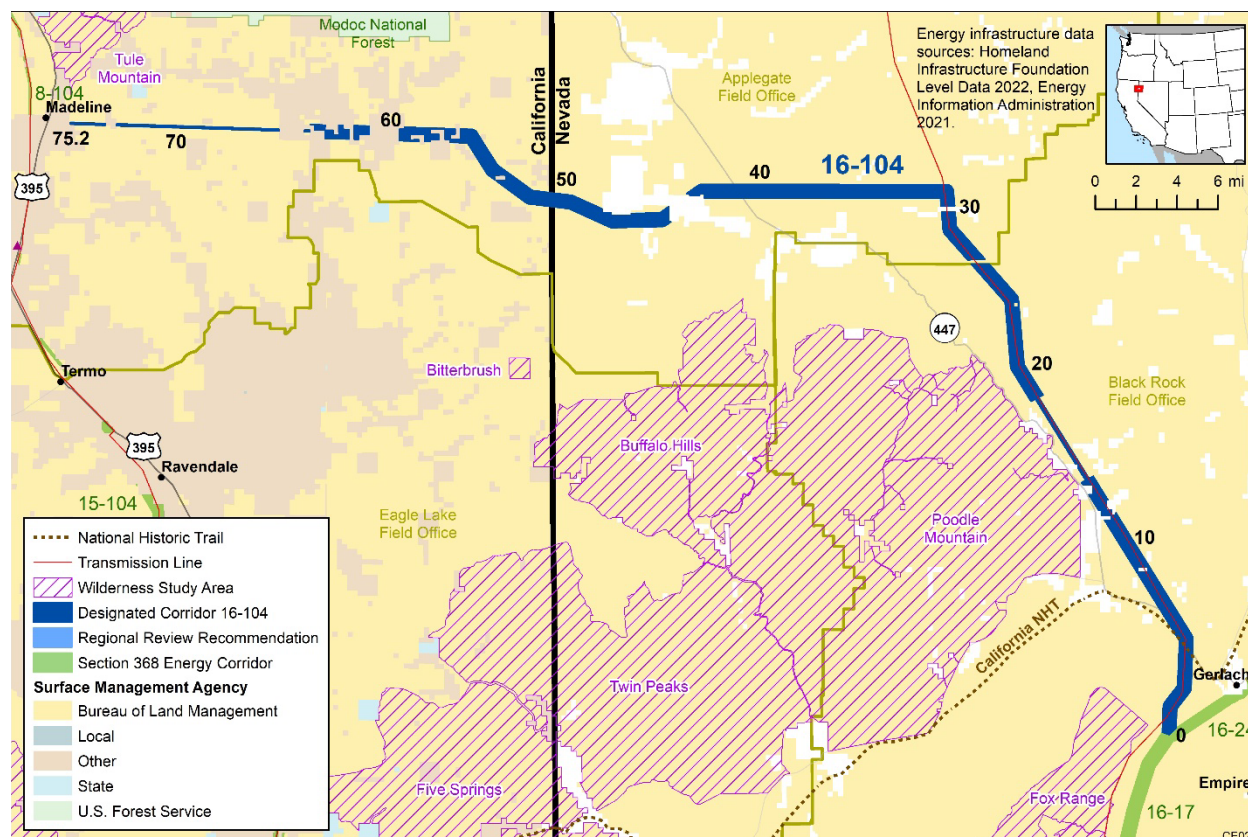 Modoc National
Forest
Tule
Mountain
8-104
Madeline
75.2
70
60
California
Nevada
50
40
16-104
30
Applegate
Field Office
Energy infrastructure data
sources: Homeland
Infrastructure Foundation
Level Data 2022, Energy
Information Administration
2021.
0 2 4 6 mi
395
447
20
Black Rock
Field Office
Termo
Bitterbrush
395
Ravendale
15-104
Buffalo Hills
Eagle Lake
Field Office
Poodle
Mountain
10
California NHT
Twin Peaks
Gerlach
0
16-24
Five Springs
Fox Range
Empire
16-17
National Historic Trail
Transmission Line
Wilderness Study Area
Designated Corridor 16-104
Regional Review Recommendation
Section 368 Energy Corridor
Surface Management Agency
Bureau of Land Management
Local
Other
State
U.S. Forest Service